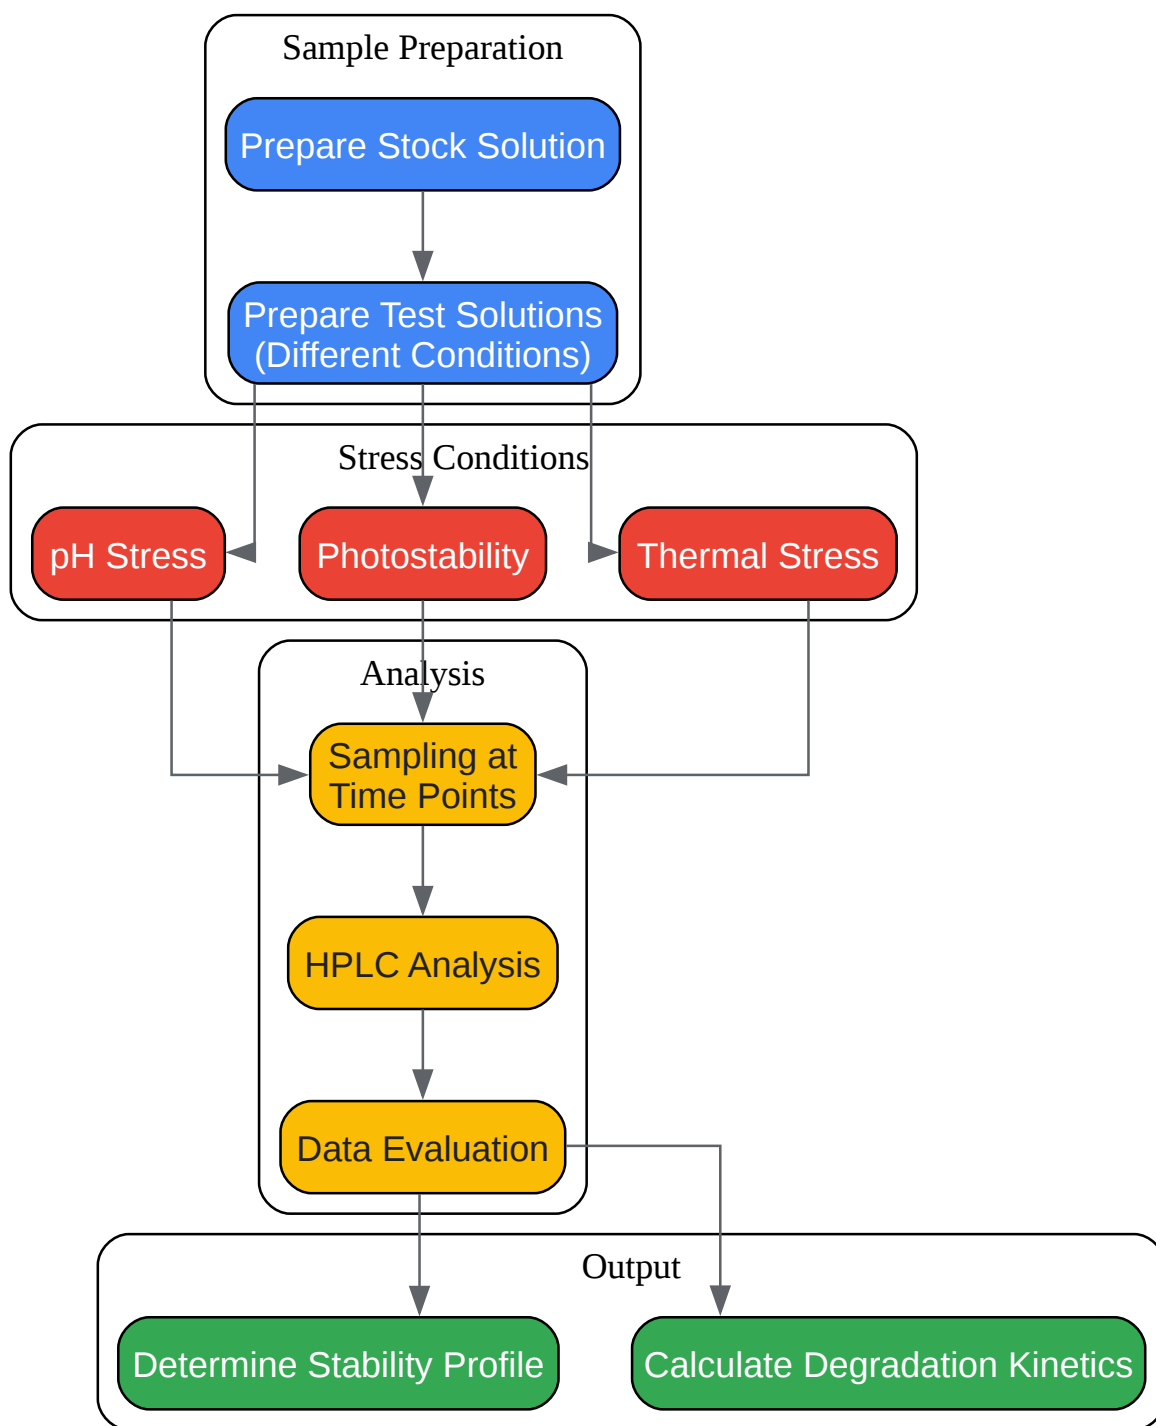 Sample Preparation
Prepare Stock Solution
Prepare Test Solutions
(Different Conditions)
Stress Conditions
pH Stress
Photostability
Thermal Stress
Analysis
Sampling at
Time Points
HPLC Analysis
Data Evaluation
Output
Determine Stability Profile
Calculate Degradation Kinetics